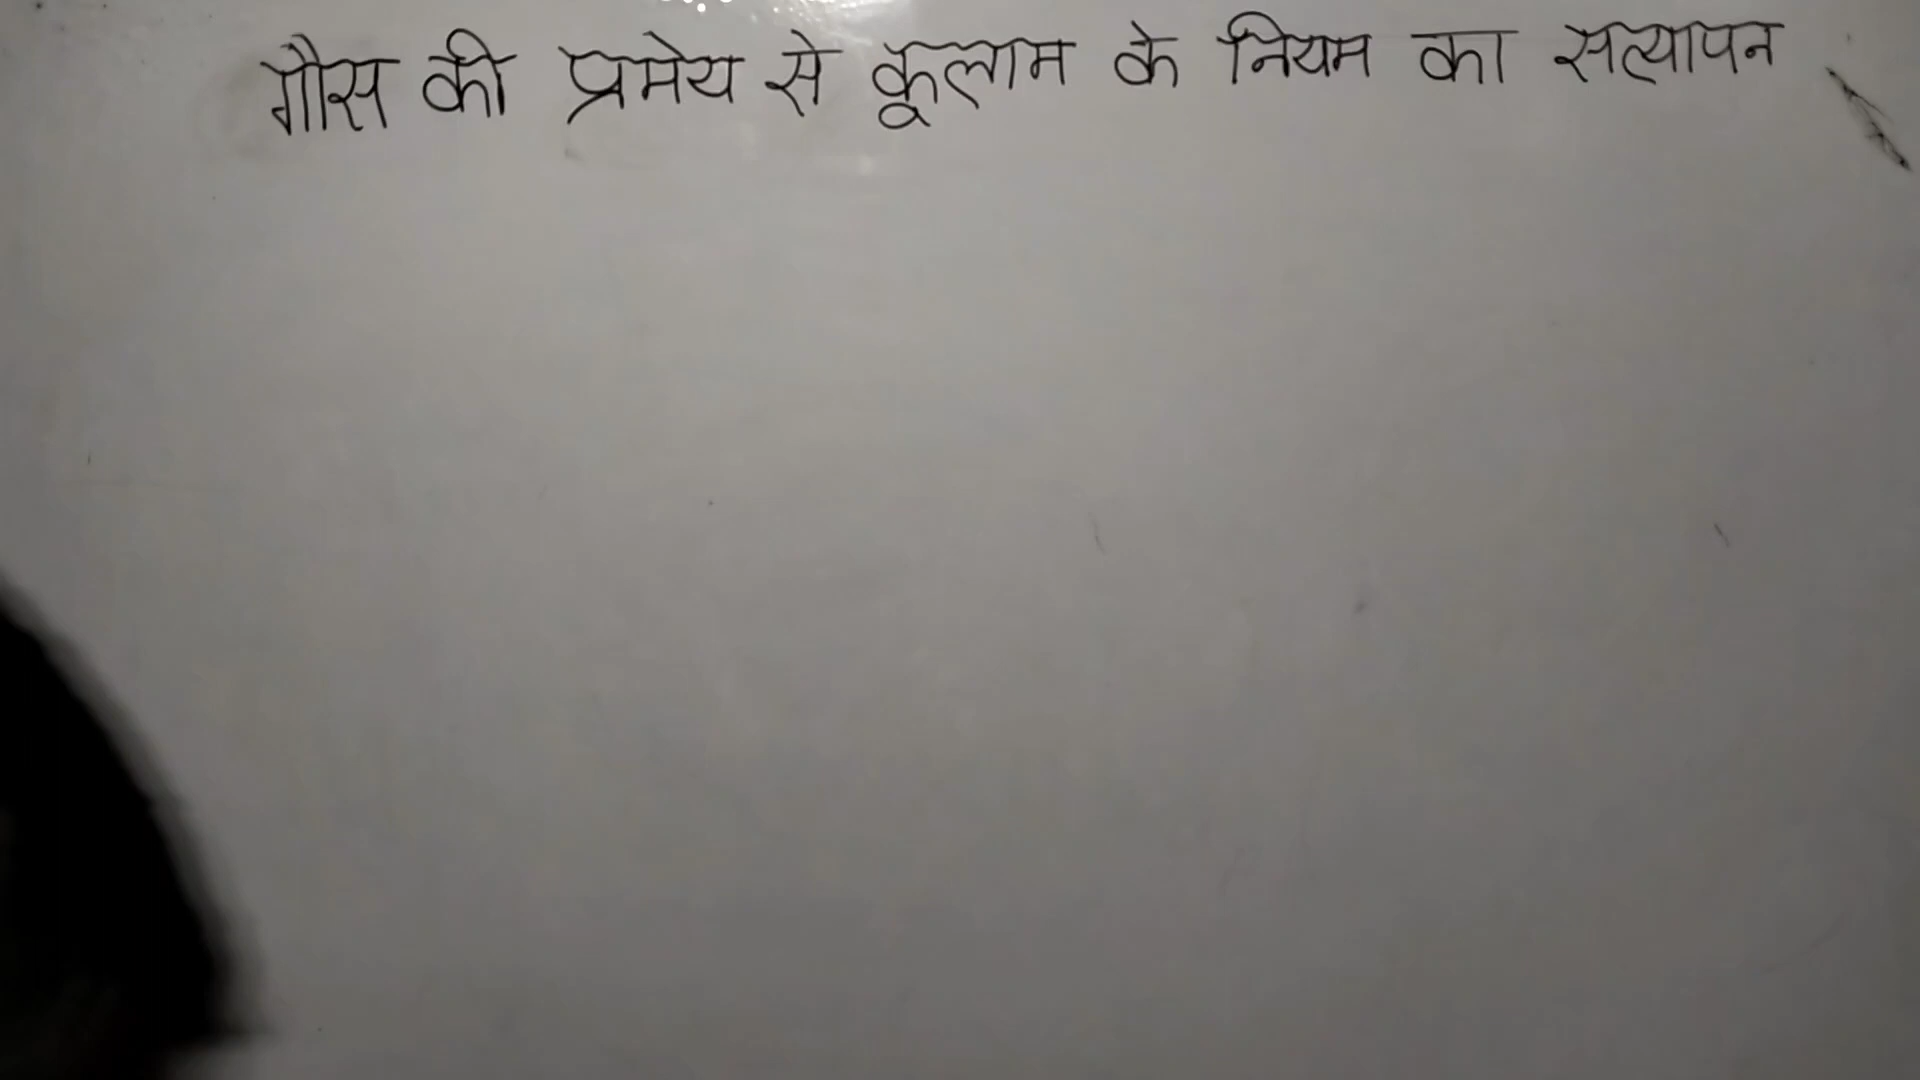 गौस की प्रमेय से कूलाम के नियम का सत्यापन